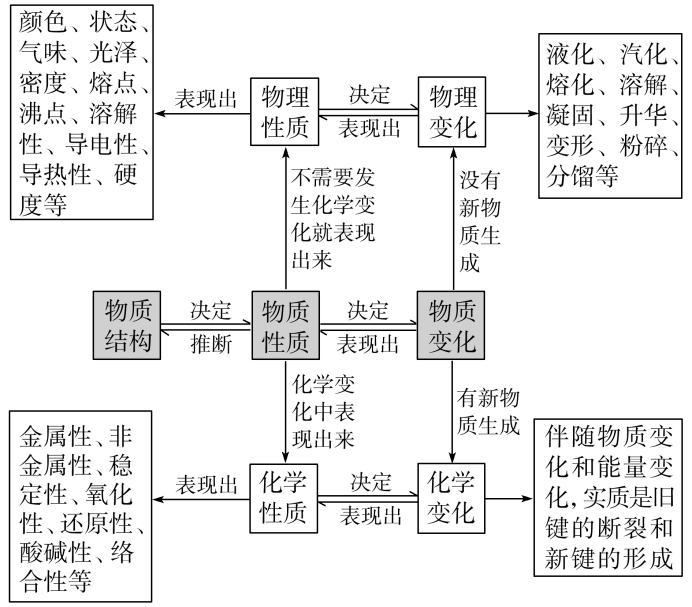 颜色、状态、
气味、光泽、
密度、熔点、
沸点、溶解
性、导电性、
导热性、硬
度等
表现出
物理
性质
决定
表现出
物理
变化
液化、汽化、
熔化、溶解、
凝固、升华、
变形、粉碎、
分馏等
不需要发
生化学变
化就表现
出来
没有
新物
质生
成
物质
结构
决定
推断
物质
性质
决定
表现出
物质
变化
化学变
化中表
现出来
有新物
质生成
金属性、非
金属性、稳
定性、氧化
性、还原性、
酸碱性、络
合性等
表现出
化学
性质
决定
表现出
化学
变化
伴随物质变
化和能量变
化,实质是旧
键的断裂和
新键的形成